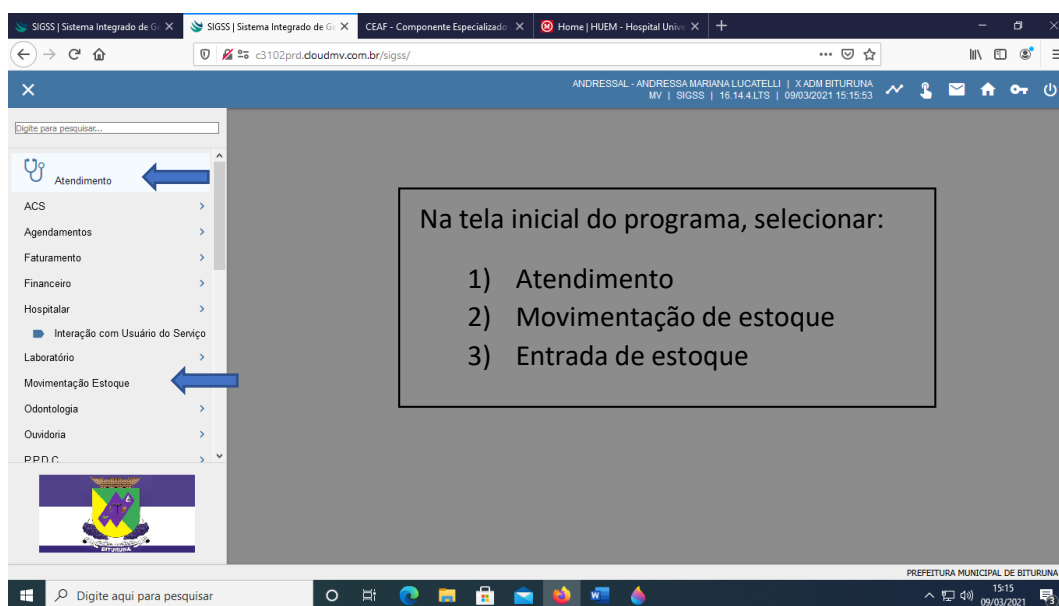 SIGSS | Sistema Integrado de Ge
SIGSS | Sistema Integrado de Ge
CEAF - Componente Especializado
Home | HUEM - Hospital Unive
c3102prd.cloudmv.com.br/sigss/
ANDRESSAL - ANDRESSA MARIANA LUCATELLI | X ADM BITURUNA
MV | SIGSS | 16.14.4.LTS | 09/03/2021 15:15:53
Digite para pesquisar...
Atendimento
ACS
Agendamentos
Faturamento
Financeiro
Hospitalar
Interação com Usuário do Serviço
Laboratório
Movimentação Estoque
Odontologia
Ouvidoria
P.P.D.C.
Na tela inicial do programa, selecionar:
1) Atendimento
2) Movimentação de estoque
3) Entrada de estoque
BITURUNA
PREFEITURA MUNICIPAL DE BITURUNA
Digite aqui para pesquisar
15:15
09/03/2021